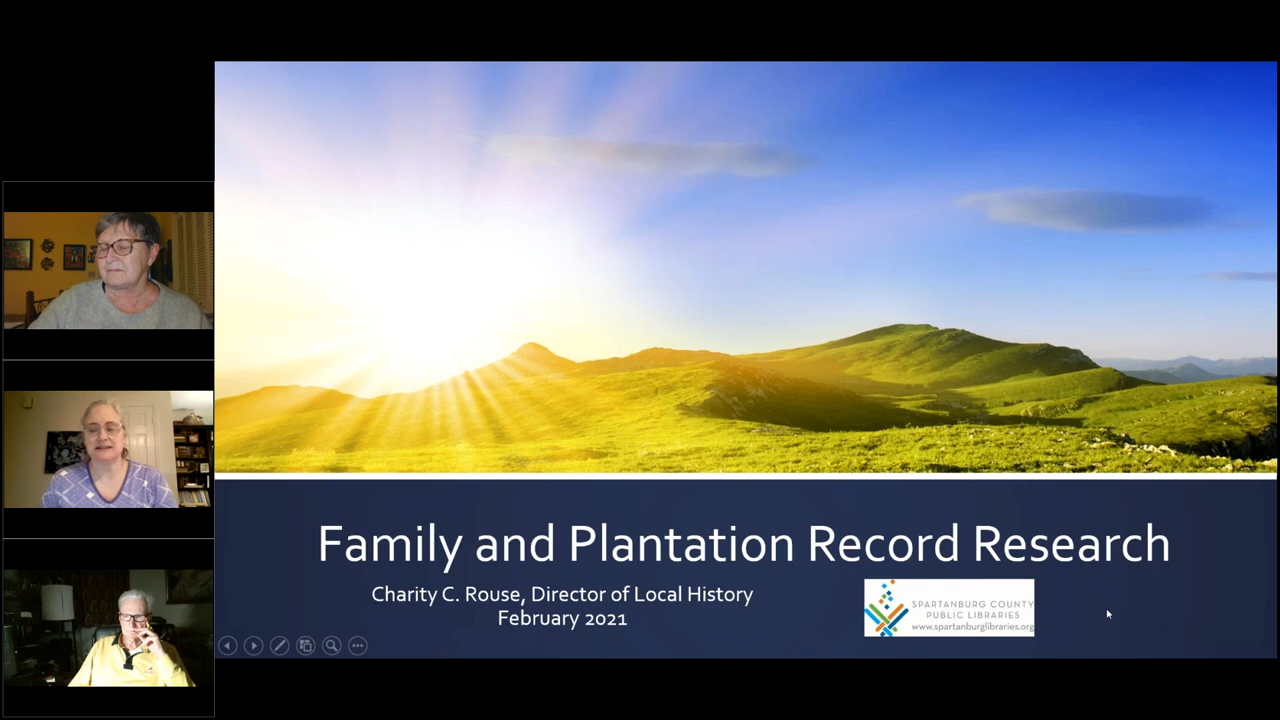 Family and Plantation Record Research
Charity C. Rouse, Director of Local History
February 2021
SPARTANBURG COUNTY
PUBLIC LIBRARIES
www.spartanburglibraries.org